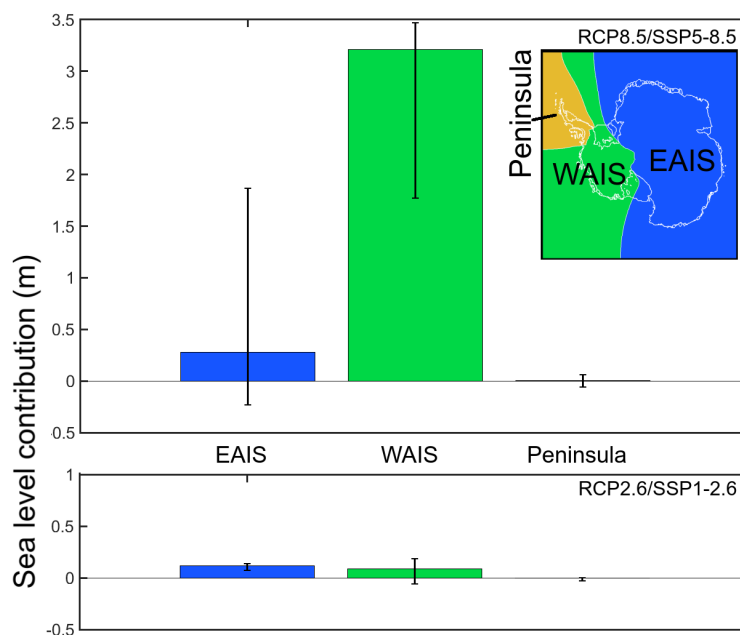 3.5
RCP8.5/SSP5-8.5
3
2.5
2
1.5
1
0.5
0
-0.5
Peninsula
WAIS
EAIS
Sea level contribution (m)
EAIS
WAIS
Peninsula
1
RCP2.6/SSP1-2.6
0.5
0
-0.5